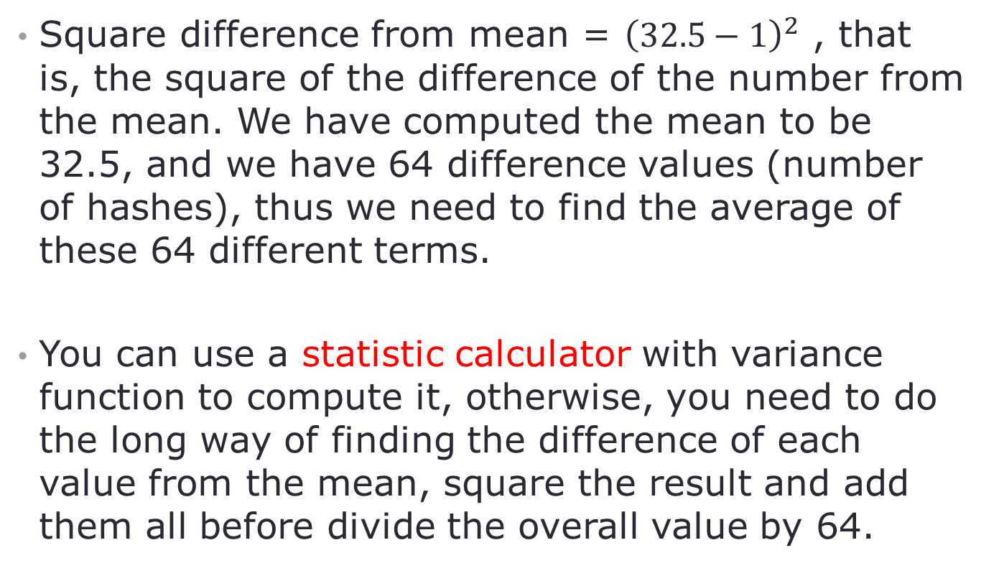 • Square difference from mean = (32.5 − 1)² , that
is, the square of the difference of the number from
the mean. We have computed the mean to be
32.5, and we have 64 difference values (number
of hashes), thus we need to find the average of
these 64 different terms.
• You can use a statistic calculator with variance
function to compute it, otherwise, you need to do
the long way of finding the difference of each
value from the mean, square the result and add
them all before divide the overall value by 64.